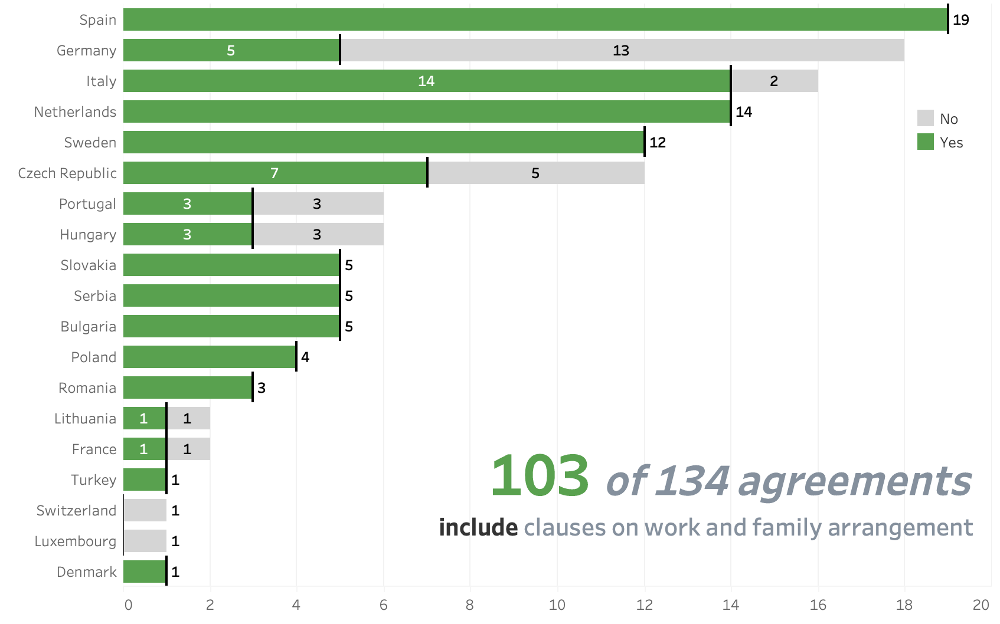 Spain 19
Germany 5 13
Italy 14 2
Netherlands 14
No
Sweden 12
Yes
Czech Republic 7 5
Portugal 3 3
Hungary 3 3
Slovakia 5
Serbia 5
Bulgaria 5
Poland 4
Romania 3
Lithuania 1 1
France 1 1
Turkey 1
103 of 134 agreements
Switzerland 1
include clauses on work and family arrangement
Luxembourg 1
Denmark 1
0 2 4 6 8 10 12 14 16 18 20